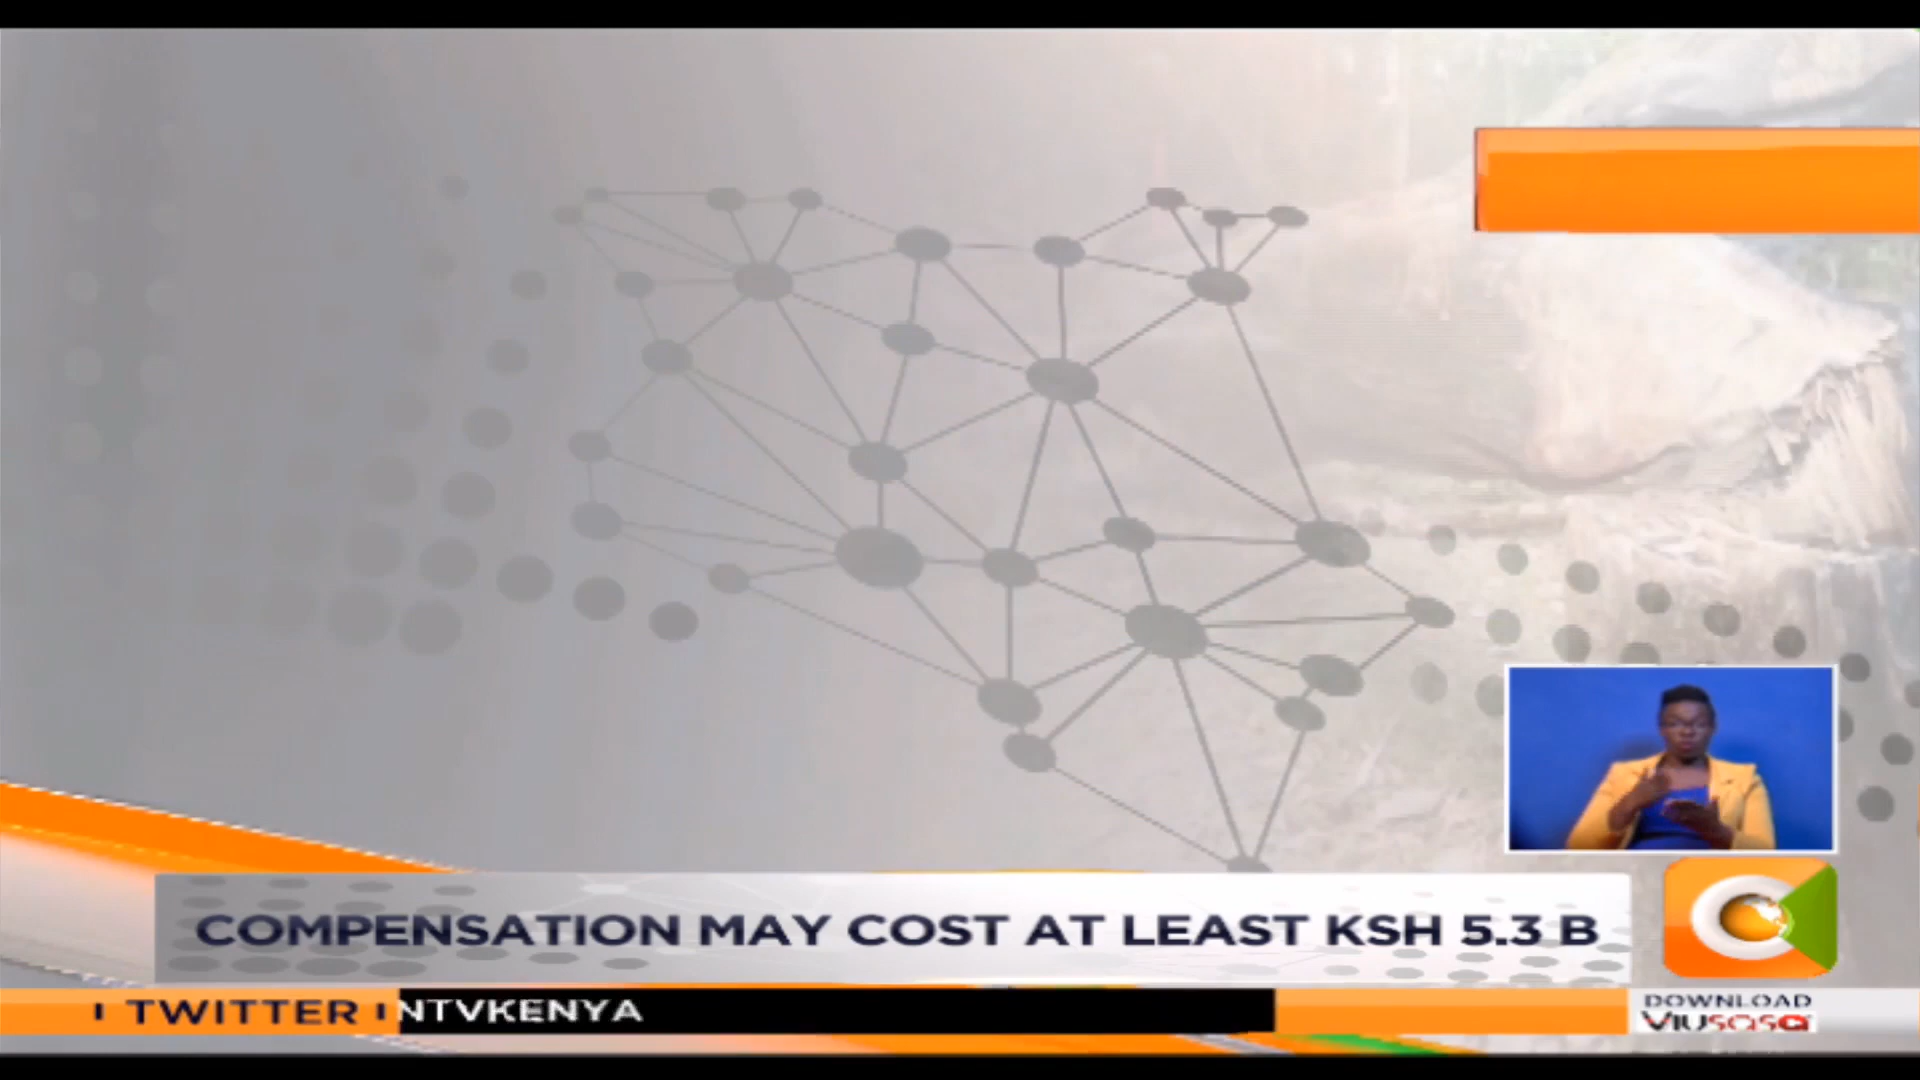 COMPENSATION MAY COST AT LEAST KSH 5.3 B
TWITTER
NTVKENYA
DOWNLOAD
VIUSASA